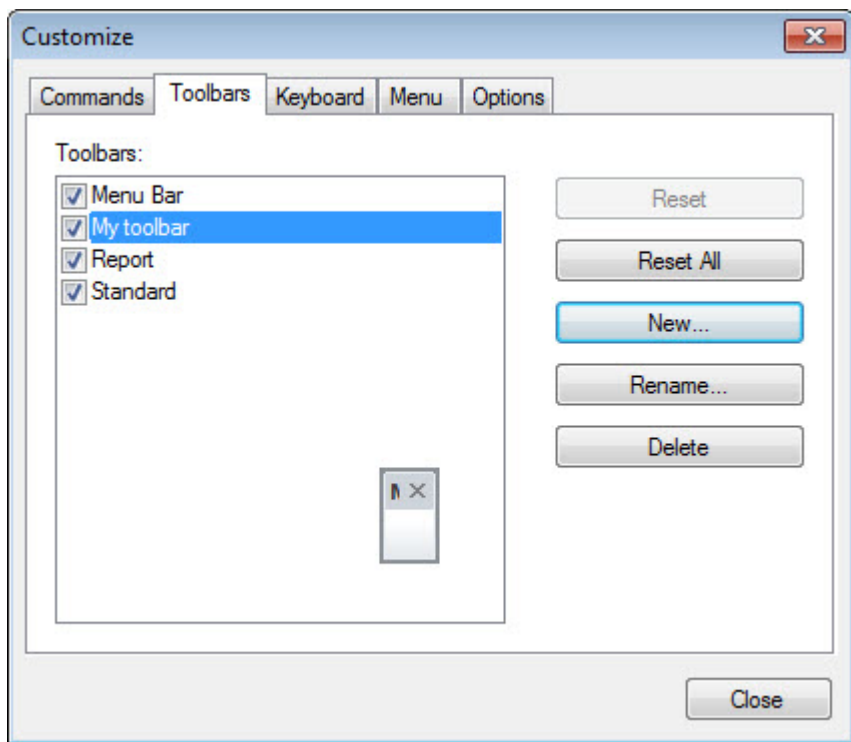 Customize
Commands Toolbars Keyboard Menu Options
Toolbars:
Menu Bar
My toolbar
Report
Standard
Reset
Reset All
New...
Rename...
Delete
Close